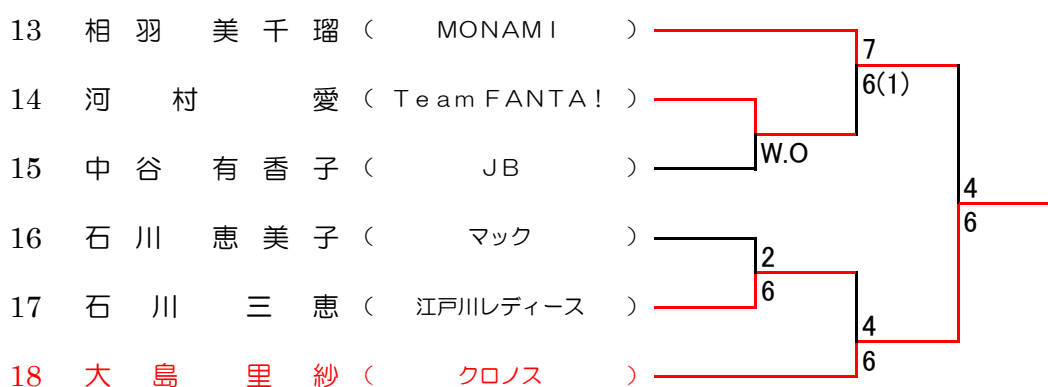 13 相羽 美千瑠 ( MONAMI )
7
6(1)
14 河村 愛 ( Team FANTA! )
W.O
15 中谷 有香子 ( JB )
4
6
16 石川 恵美子 ( マック )
2
6
17 石川 三恵 ( 江戸川レディース )
4
6
18 大島 里紗 ( クロノス )